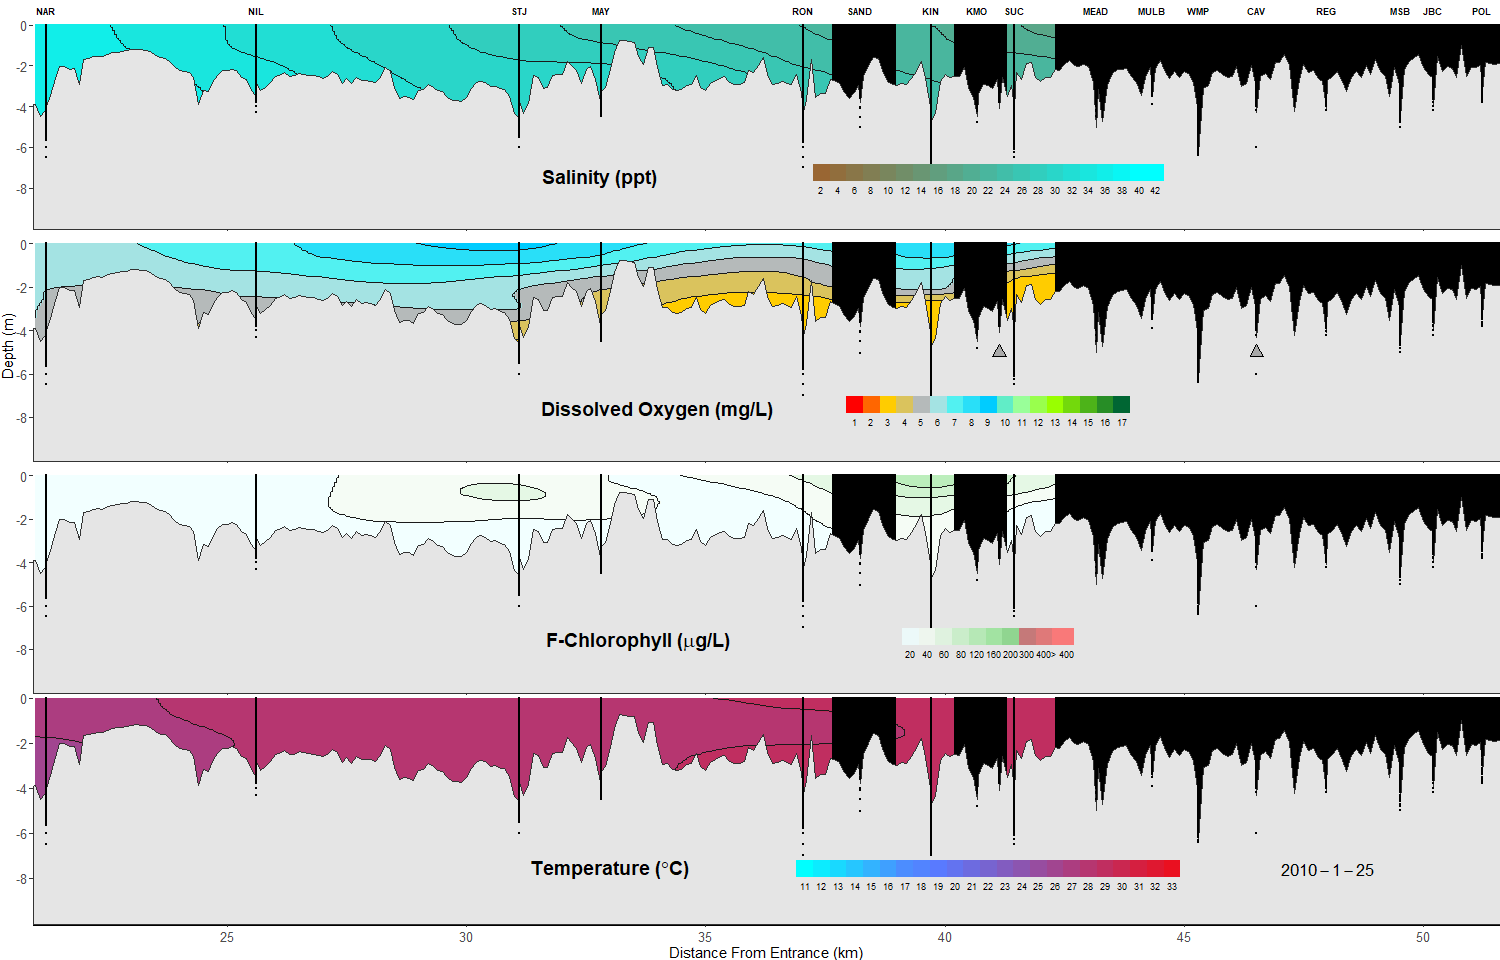 NAR NIL STJ MAY RON SAND KIN KMO SUC MEAD MULB WMP CAV REG MSB JBC POL
0
-2
-4
-6
-8
Salinity (ppt)
2 4 6 8 10 12 14 16 18 20 22 24 26 28 30 32 34 36 38 40 42
0
-2
-4
-6
-8
Depth (m)
Dissolved Oxygen (mg/L)
1 2 3 4 5 6 7 8 9 10 11 12 13 14 15 16 17
0
-2
-4
-6
-8
F-Chlorophyll (μg/L)
20 40 60 80 120 160 200 300 400> 400
0
-2
-4
-6
-8
Temperature (°C)
11 12 13 14 15 16 17 18 19 20 21 22 23 24 25 26 27 28 29 30 31 32 33
2010 – 1 – 25
25 30 35 40 45 50
Distance From Entrance (km)